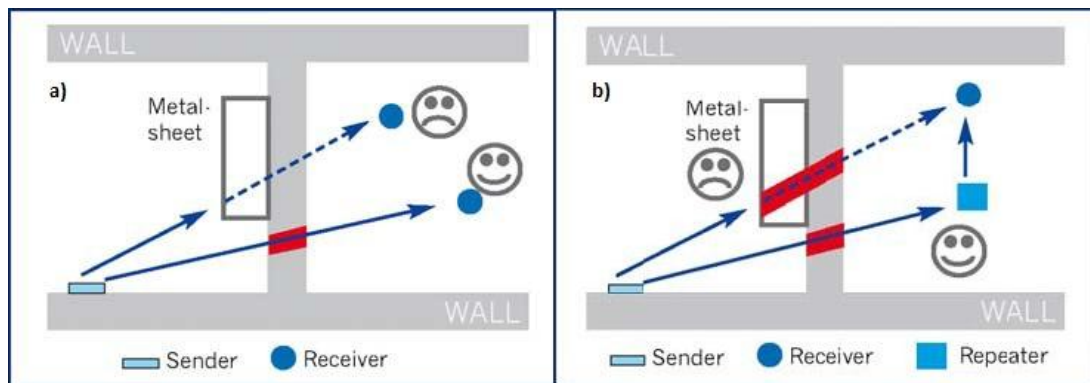 WALL
a)
Metal-
sheet
WALL
Sender
Receiver
WALL
b)
Metal-
sheet
WALL
Sender
Receiver
Repeater